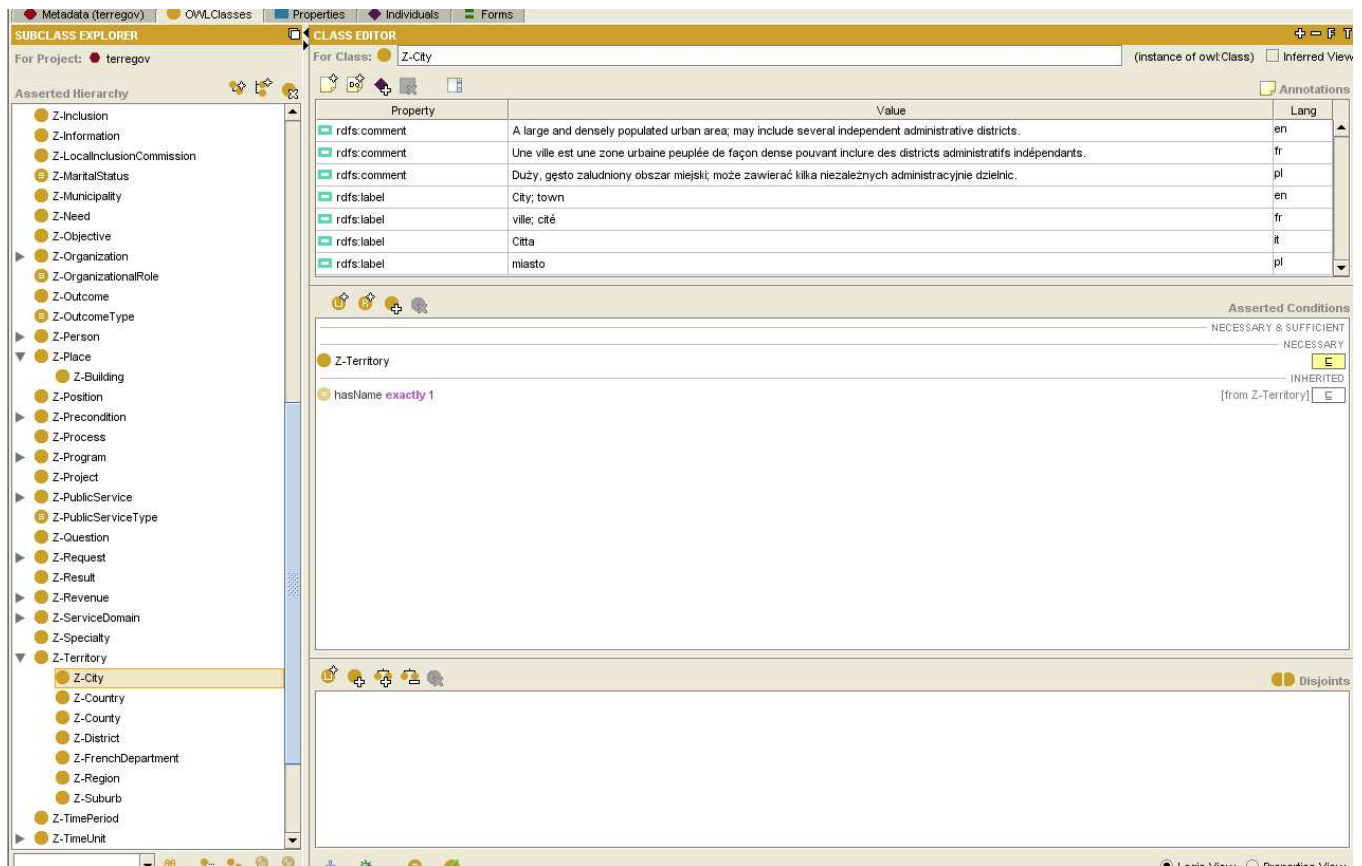 Metadata (terregov) OWLClasses Properties Individuals Forms
SUBCLASS EXPLORER
For Project: terregov
Asserted Hierarchy
Z-Inclusion
Z-Information
Z-LocalInclusionCommission
Z-MaritalStatus
Z-Municipality
Z-Need
Z-Objective
Z-Organization
Z-OrganizationalRole
Z-Outcome
Z-OutcomeType
Z-Person
Z-Place
Z-Building
Z-Position
Z-Precondition
Z-Process
Z-Program
Z-Project
Z-PublicService
Z-PublicServiceType
Z-Question
Z-Request
Z-Result
Z-Revenue
Z-ServiceDomain
Z-Specialty
Z-Territory
Z-City
Z-Country
Z-County
Z-District
Z-FrenchDepartment
Z-Region
Z-Suburb
Z-TimePeriod
Z-TimeUnit
CLASS EDITOR F T
For Class: Z-City (instance of owl:Class) Inferred View
Annotations
Property Value Lang
rdfs:comment A large and densely populated urban area; may include several independent administrative districts. en
rdfs:comment Une ville est une zone urbaine peuplée de façon dense pouvant inclure des districts administratifs indépendants. fr
rdfs:comment Duży, gęsto zaludniony obszar miejski; może zawierać kilka niezależnych administracyjnie dzielnic. pl
rdfs:label City; town en
rdfs:label ville; cité fr
rdfs:label Citta it
rdfs:label miasto pl
Asserted Conditions
NECESSARY & SUFFICIENT
NECESSARY
Z-Territory ⊑
INHERITED
hasName exactly 1 [from Z-Territory] ⊑
Disjoints
Logic View Properties View